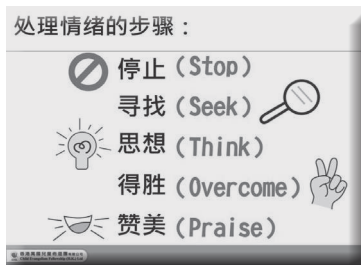 处理情绪的步骤：
停止（Stop）
寻找（Seek）
思想（Think）
得胜（Overcome）
赞美（Praise）